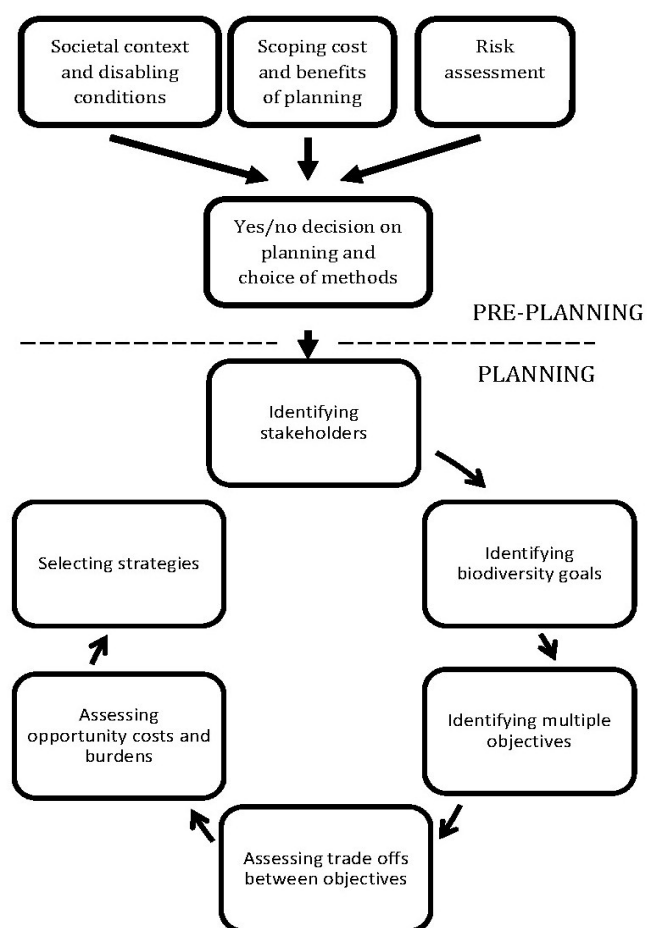 Societal context
and disabling
conditions
Scoping cost
and benefits
of planning
Risk
assessment
Yes/no decision on
planning and
choice of methods
PRE-PLANNING
PLANNING
Identifying
stakeholders
Identifying
biodiversity goals
Identifying multiple
objectives
Assessing trade offs
between objectives
Assessing
opportunity costs and
burdens
Selecting strategies